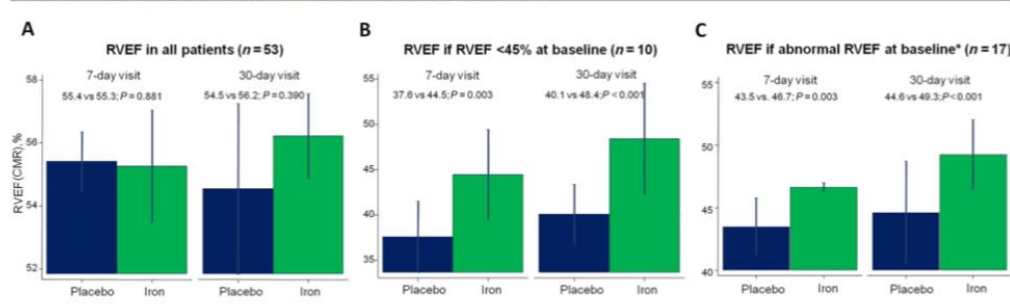 A
RVEF in all patients (n=53)
7-day visit
30-day visit
55.4 vs 55.3; P=0.881
54.5 vs 56.2; P=0.390
RVEF (CMR), %
58
56
54
52
Placebo
Iron
Placebo
Iron
B
RVEF if RVEF <45% at baseline (n=10)
7-day visit
30-day visit
37.6 vs 44.5; P=0.003
40.1 vs 48.4; P<0.001
55
50
45
40
35
Placebo
Iron
Placebo
Iron
C
RVEF if abnormal RVEF at baseline* (n=17)
7-day visit
30-day visit
43.5 vs. 46.7; P=0.003
44.6 vs 49.3; P<0.001
55
50
45
40
Placebo
Iron
Placebo
Iron